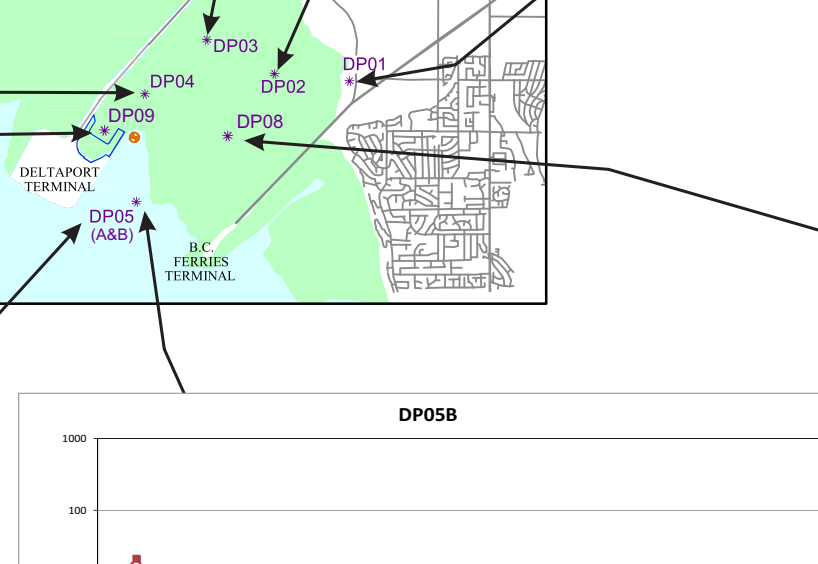 DP03
DP01
DP02
DP04
DP09
DP08
DELTAPORT
TERMINAL
DP05
(A&B)
B.C.
FERRIES
TERMINAL
DP05B
1000
100